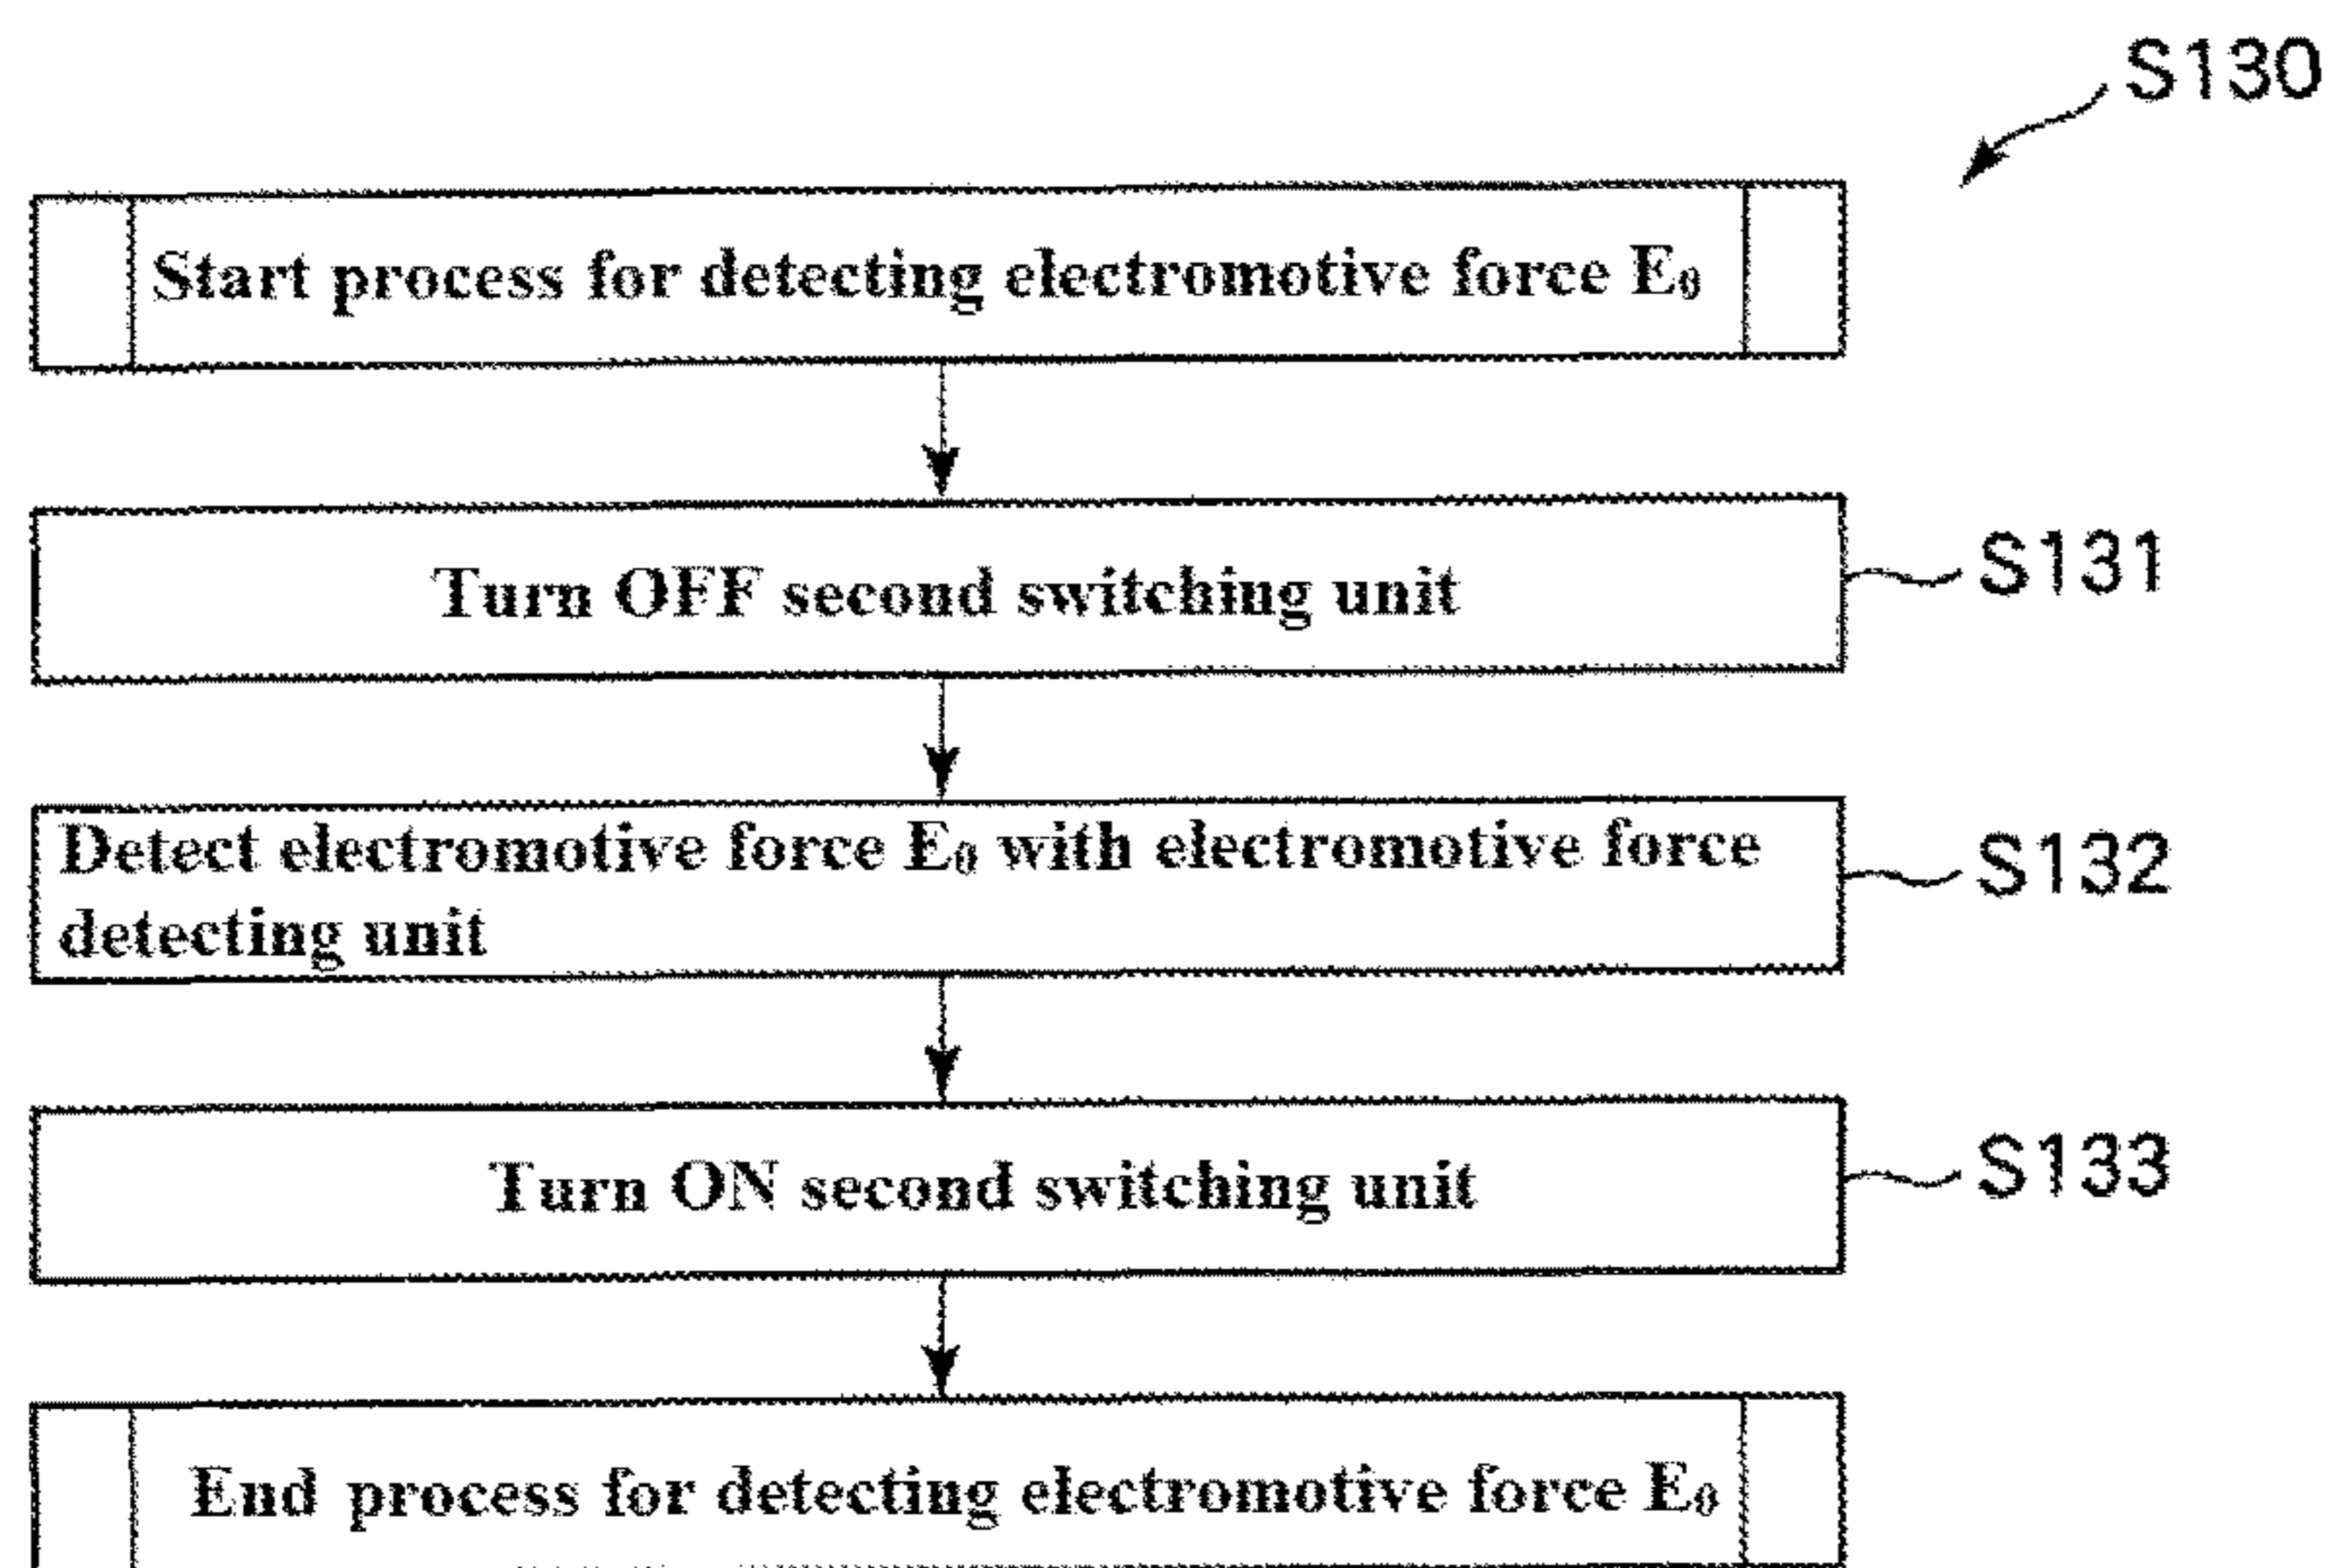 S130
Start process for detecting electromotive force E₀
Turn OFF second switching unit
S131
Detect electromotive force E₀ with electromotive force
detecting unit
S132
Turn ON second switching unit
S133
End process for detecting electromotive force E₀